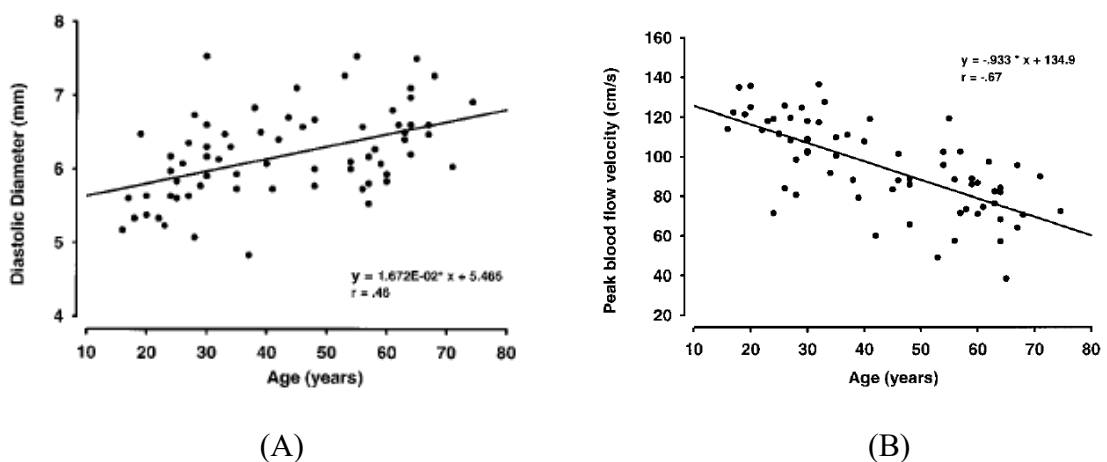 8
7
6
5
4
Diastolic Diameter (mm)
y = 1.672E-02* x + 5.465
r = .46
10 20 30 40 50 60 70 80
Age (years)
(A)
160
140
120
100
80
60
40
20
Peak blood flow velocity (cm/s)
y = -.933 * x + 134.9
r = -.67
10 20 30 40 50 60 70 80
Age (years)
(B)